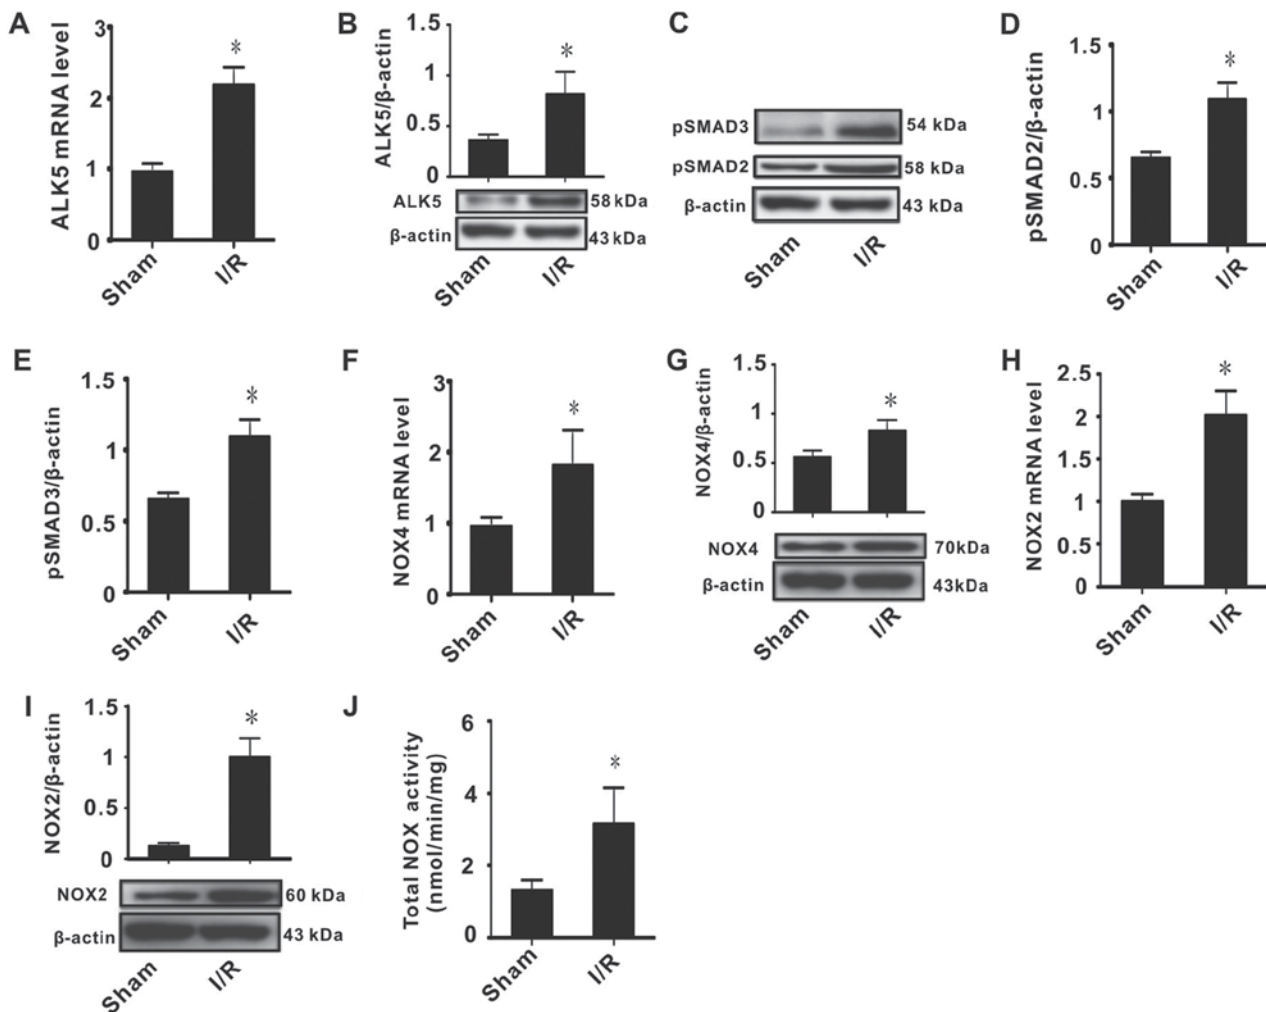 A
ALK5 mRNA level
3
2
1
0
*
Sham
I/R
B
ALK5/β-actin
1.5
1
0.5
0
*
ALK5
58 kDa
β-actin
43 kDa
Sham
I/R
C
pSMAD3
54 kDa
pSMAD2
58 kDa
β-actin
43 kDa
Sham
I/R
D
pSMAD2/β-actin
1.5
1
0.5
0
*
Sham
I/R
E
pSMAD3/β-actin
1.5
1
0.5
0
*
Sham
I/R
F
NOX4 mRNA level
3
2
1
0
*
Sham
I/R
G
NOX4/β-actin
1.5
1
0.5
0
*
NOX4
70kDa
β-actin
43kDa
Sham
I/R
H
NOX2 mRNA level
2.5
2
1.5
1
0.5
0
*
Sham
I/R
I
NOX2/β-actin
1.5
1
0.5
0
*
NOX2
60 kDa
β-actin
43 kDa
Sham
I/R
J
Total NOX activity
(nmol/min/mg)
6
4
2
0
*
Sham
I/R